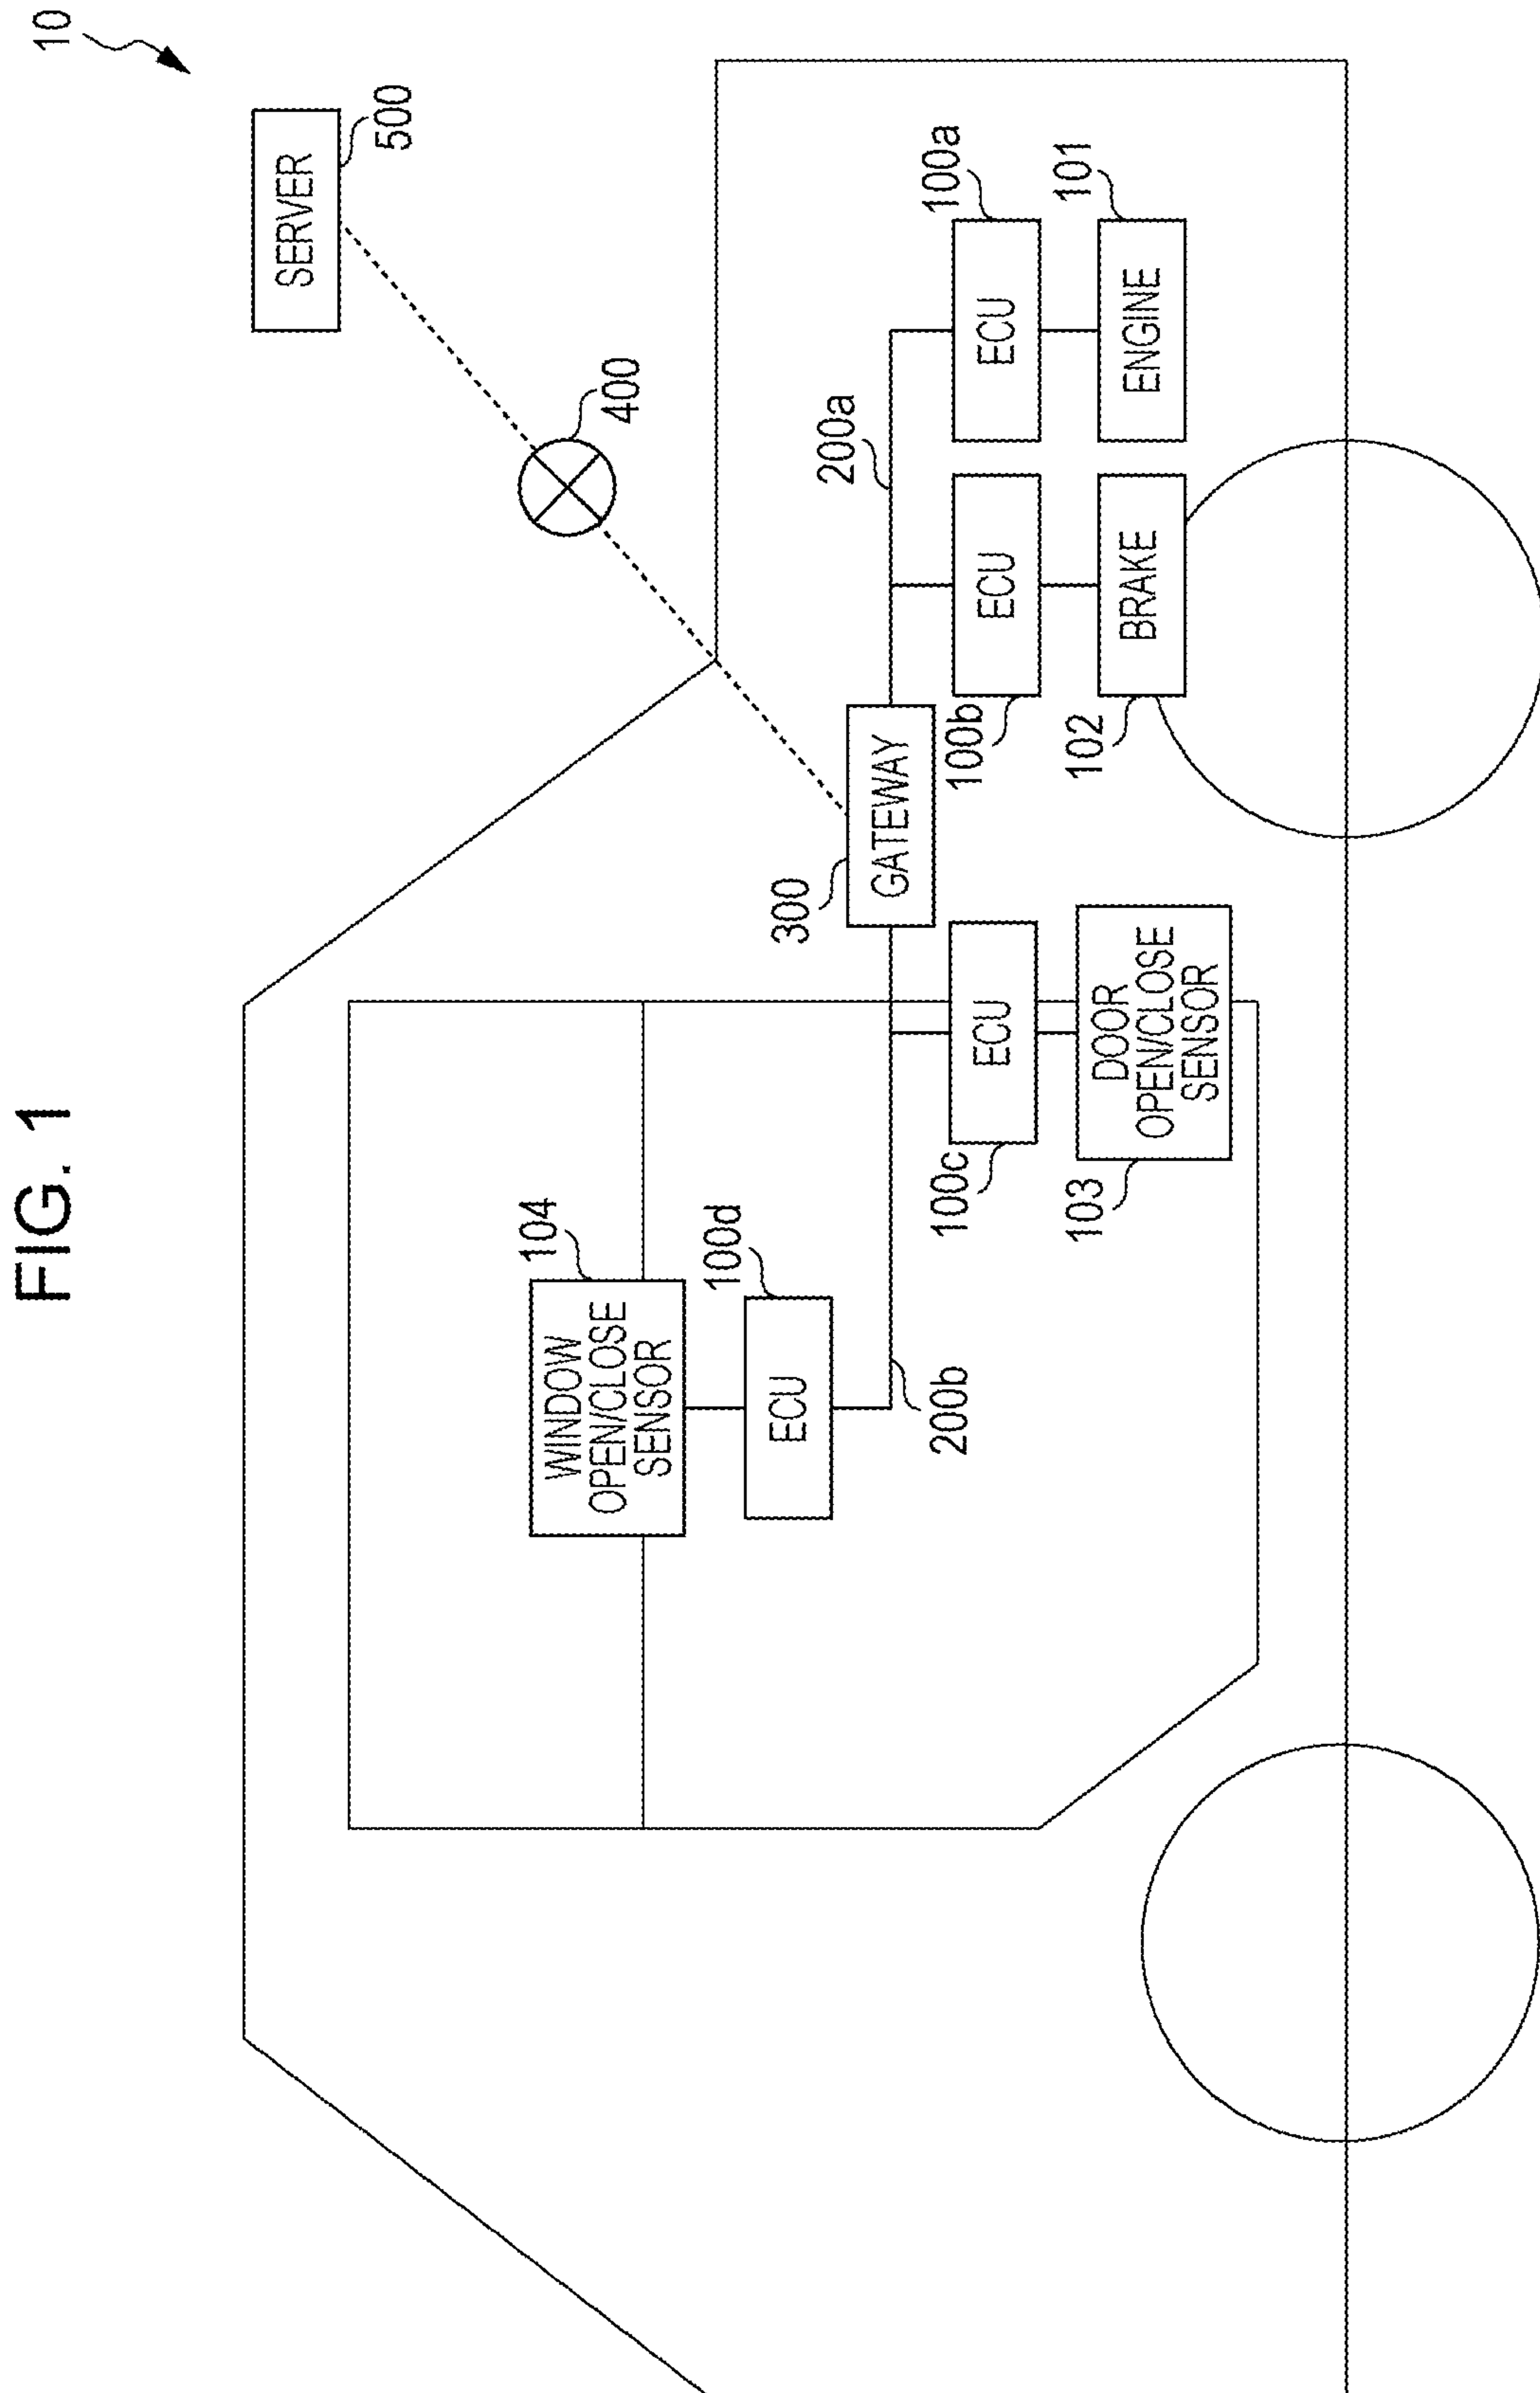 FIG. 1
10
SERVER
500
400
104
WINDOW
OPEN/CLOSE
SENSOR
100d
ECU
200b
300
GATEWAY
200a
100a
ECU
101
ENGINE
100b
ECU
102
BRAKE
100c
ECU
103
DOOR
OPEN/CLOSE
SENSOR